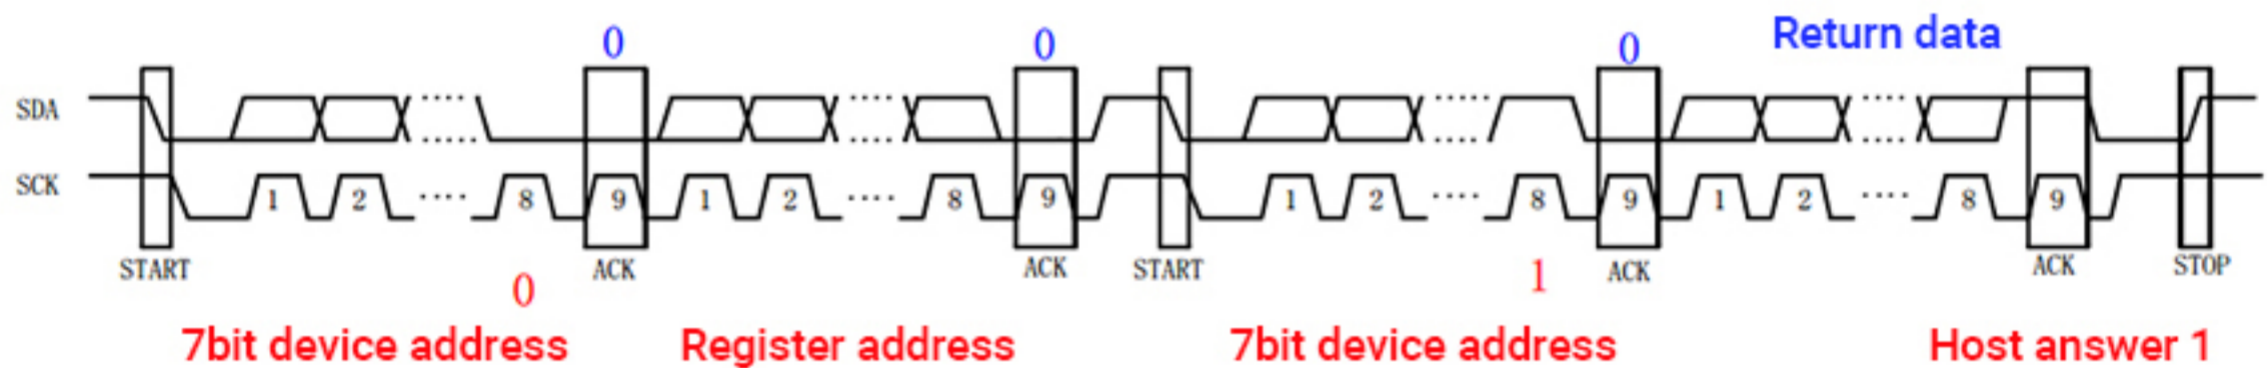 0 0 0 Return data
SDA
SCK 1 2 8 9 1 2 8 9 1 2 8 9 1 2 8 9
START ACK ACK START ACK ACK STOP
0 1
7bit device address Register address 7bit device address Host answer 1